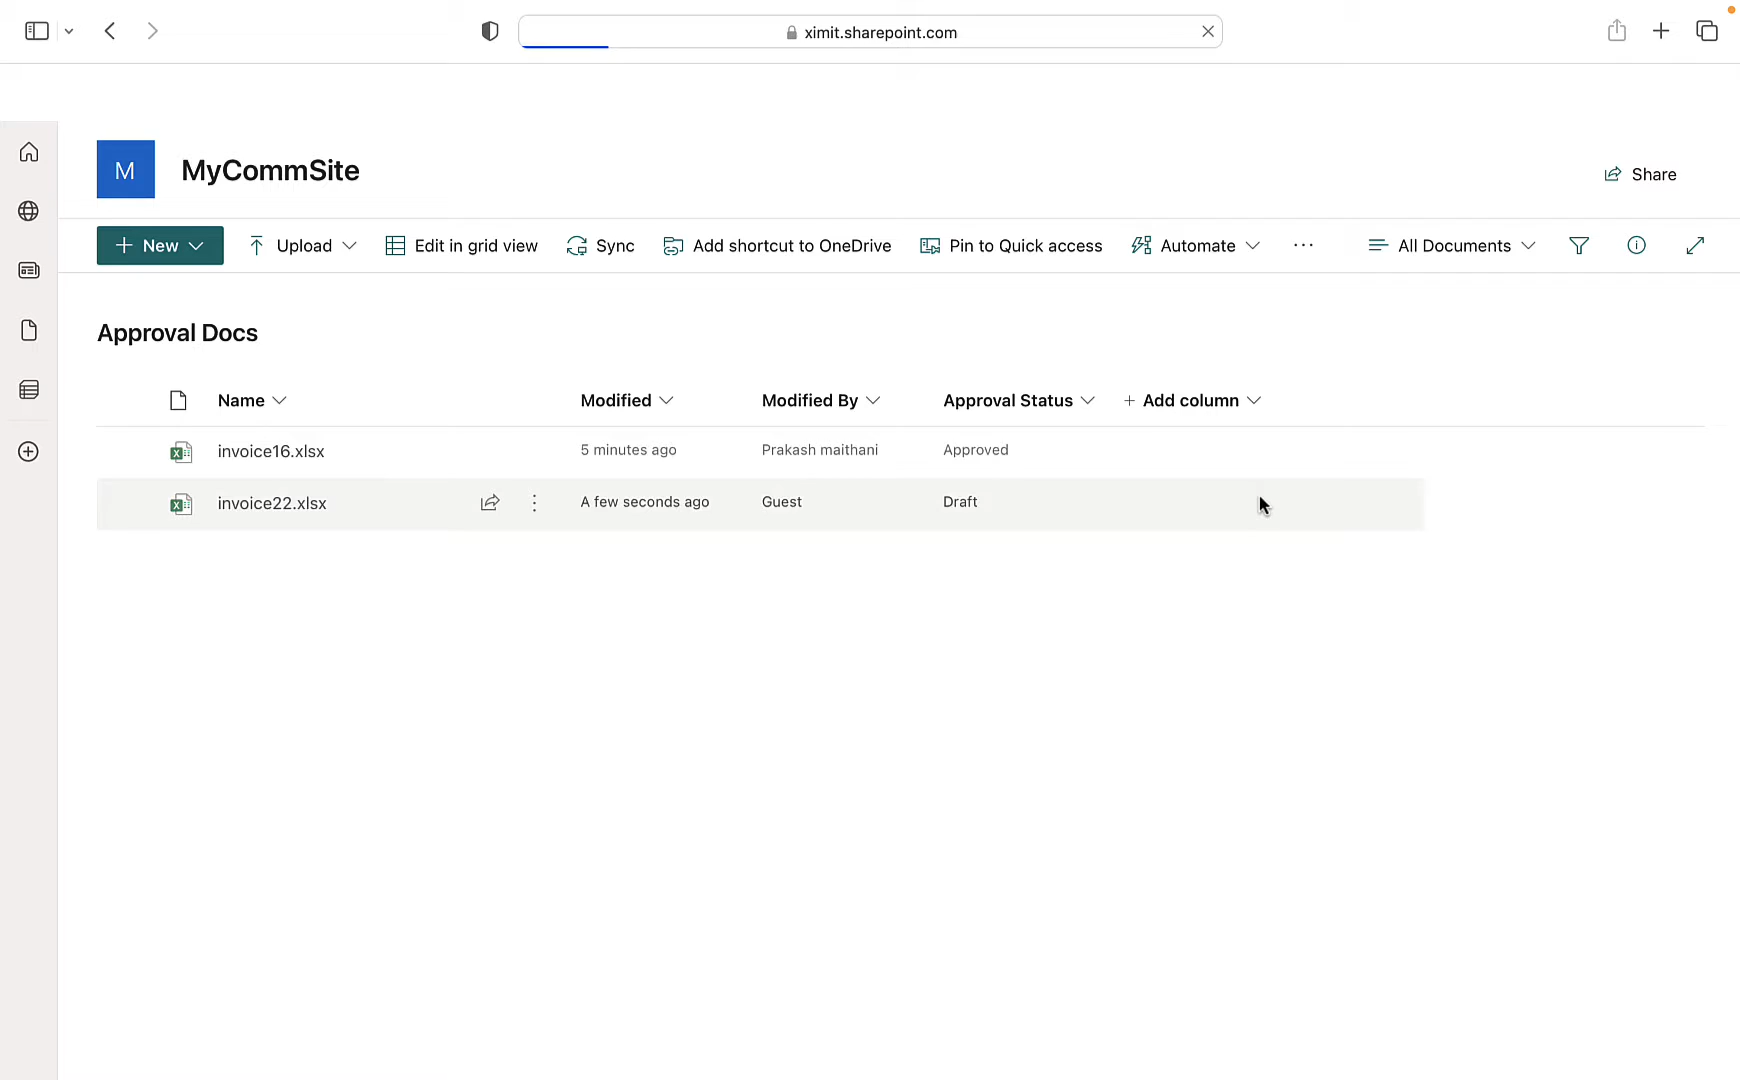 ximit.sharepoint.com
M MyCommSite
Share
New Upload Edit in grid view Sync Add shortcut to OneDrive Pin to Quick access Automate All Documents
Approval Docs
Name Modified Modified By Approval Status + Add column
invoice16.xlsx 5 minutes ago Prakash maithani Approved
invoice22.xlsx A few seconds ago Guest Draft